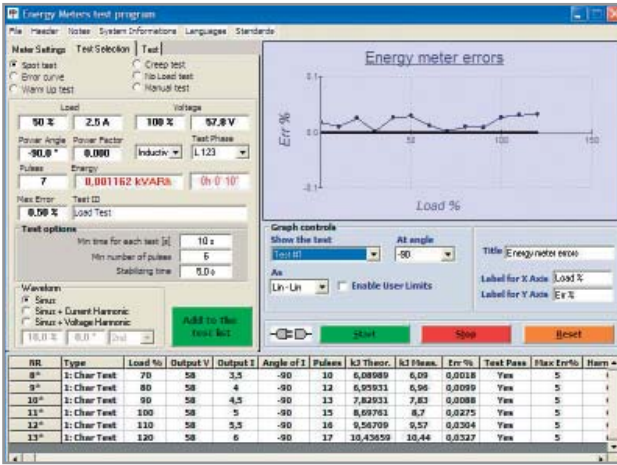 Energy Meters test program
File Header Notes System Informations Languages Standards
Meter Settings Test Selection Test
Spot test Creep test
Error curve No Load test
Warm Up test Manual test
Load Voltage
50 % 2,5 A 100 % 57,8 V
Power Angle Power Factor Test Phase
-90,0 ° 0,000 Inductiv L 123
Pulses Energy
7 0,001162 kVARh 0h 0' 10"
Max Error Test ID
0,50 % Load Test
Test options
Min time for each test [s] 10 s
Min number of pulses 6
Stabilizing time 5,0 s
Waveform
Sinus
Sinus + Current Harmonic
Sinus + Voltage Harmonic
10,0 % 0,0 ° 2nd
Add to the test list
Energy meter errors
Err %
0.1
0.0
-0.1
50 100 150
Load %
Graph controls
Show the test At angle
Test #1 -90
As
Lin - Lin Enable User Limits
Title Energy meter errors
Label for X Axis Load %
Label for Y Axis Err %
Start Stop Reset
NR Type Load % Output V Output I Angle of I Pulses kJ Theor. kJ Meas. Err % Test Pass Max Err% Harm
8^ 1: Char Test 70 58 3,5 -90 10 6,08989 6,09 0,0018 Yes 5
9^ 1: Char Test 80 58 4 -90 12 6,95931 6,96 0,0099 Yes 5
10^ 1: Char Test 90 58 4,5 -90 13 7,82931 7,83 0,0088 Yes 5
11^ 1: Char Test 100 58 5 -90 15 8,69761 8,7 0,0275 Yes 5
12^ 1: Char Test 110 58 5,5 -90 16 9,56709 9,57 0,0304 Yes 5
13^ 1: Char Test 120 58 6 -90 17 10,43659 10,44 0,0327 Yes 5